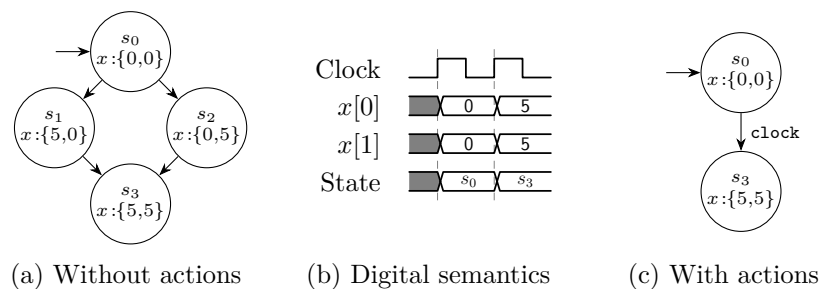 s₀
x:{0,0}
s₁
x:{5,0}
s₂
x:{0,5}
s₃
x:{5,5}
(a) Without actions
Clock
x[0] 0 5
x[1] 0 5
State s₀ s₃
(b) Digital semantics
s₀
x:{0,0}
clock
s₃
x:{5,5}
(c) With actions